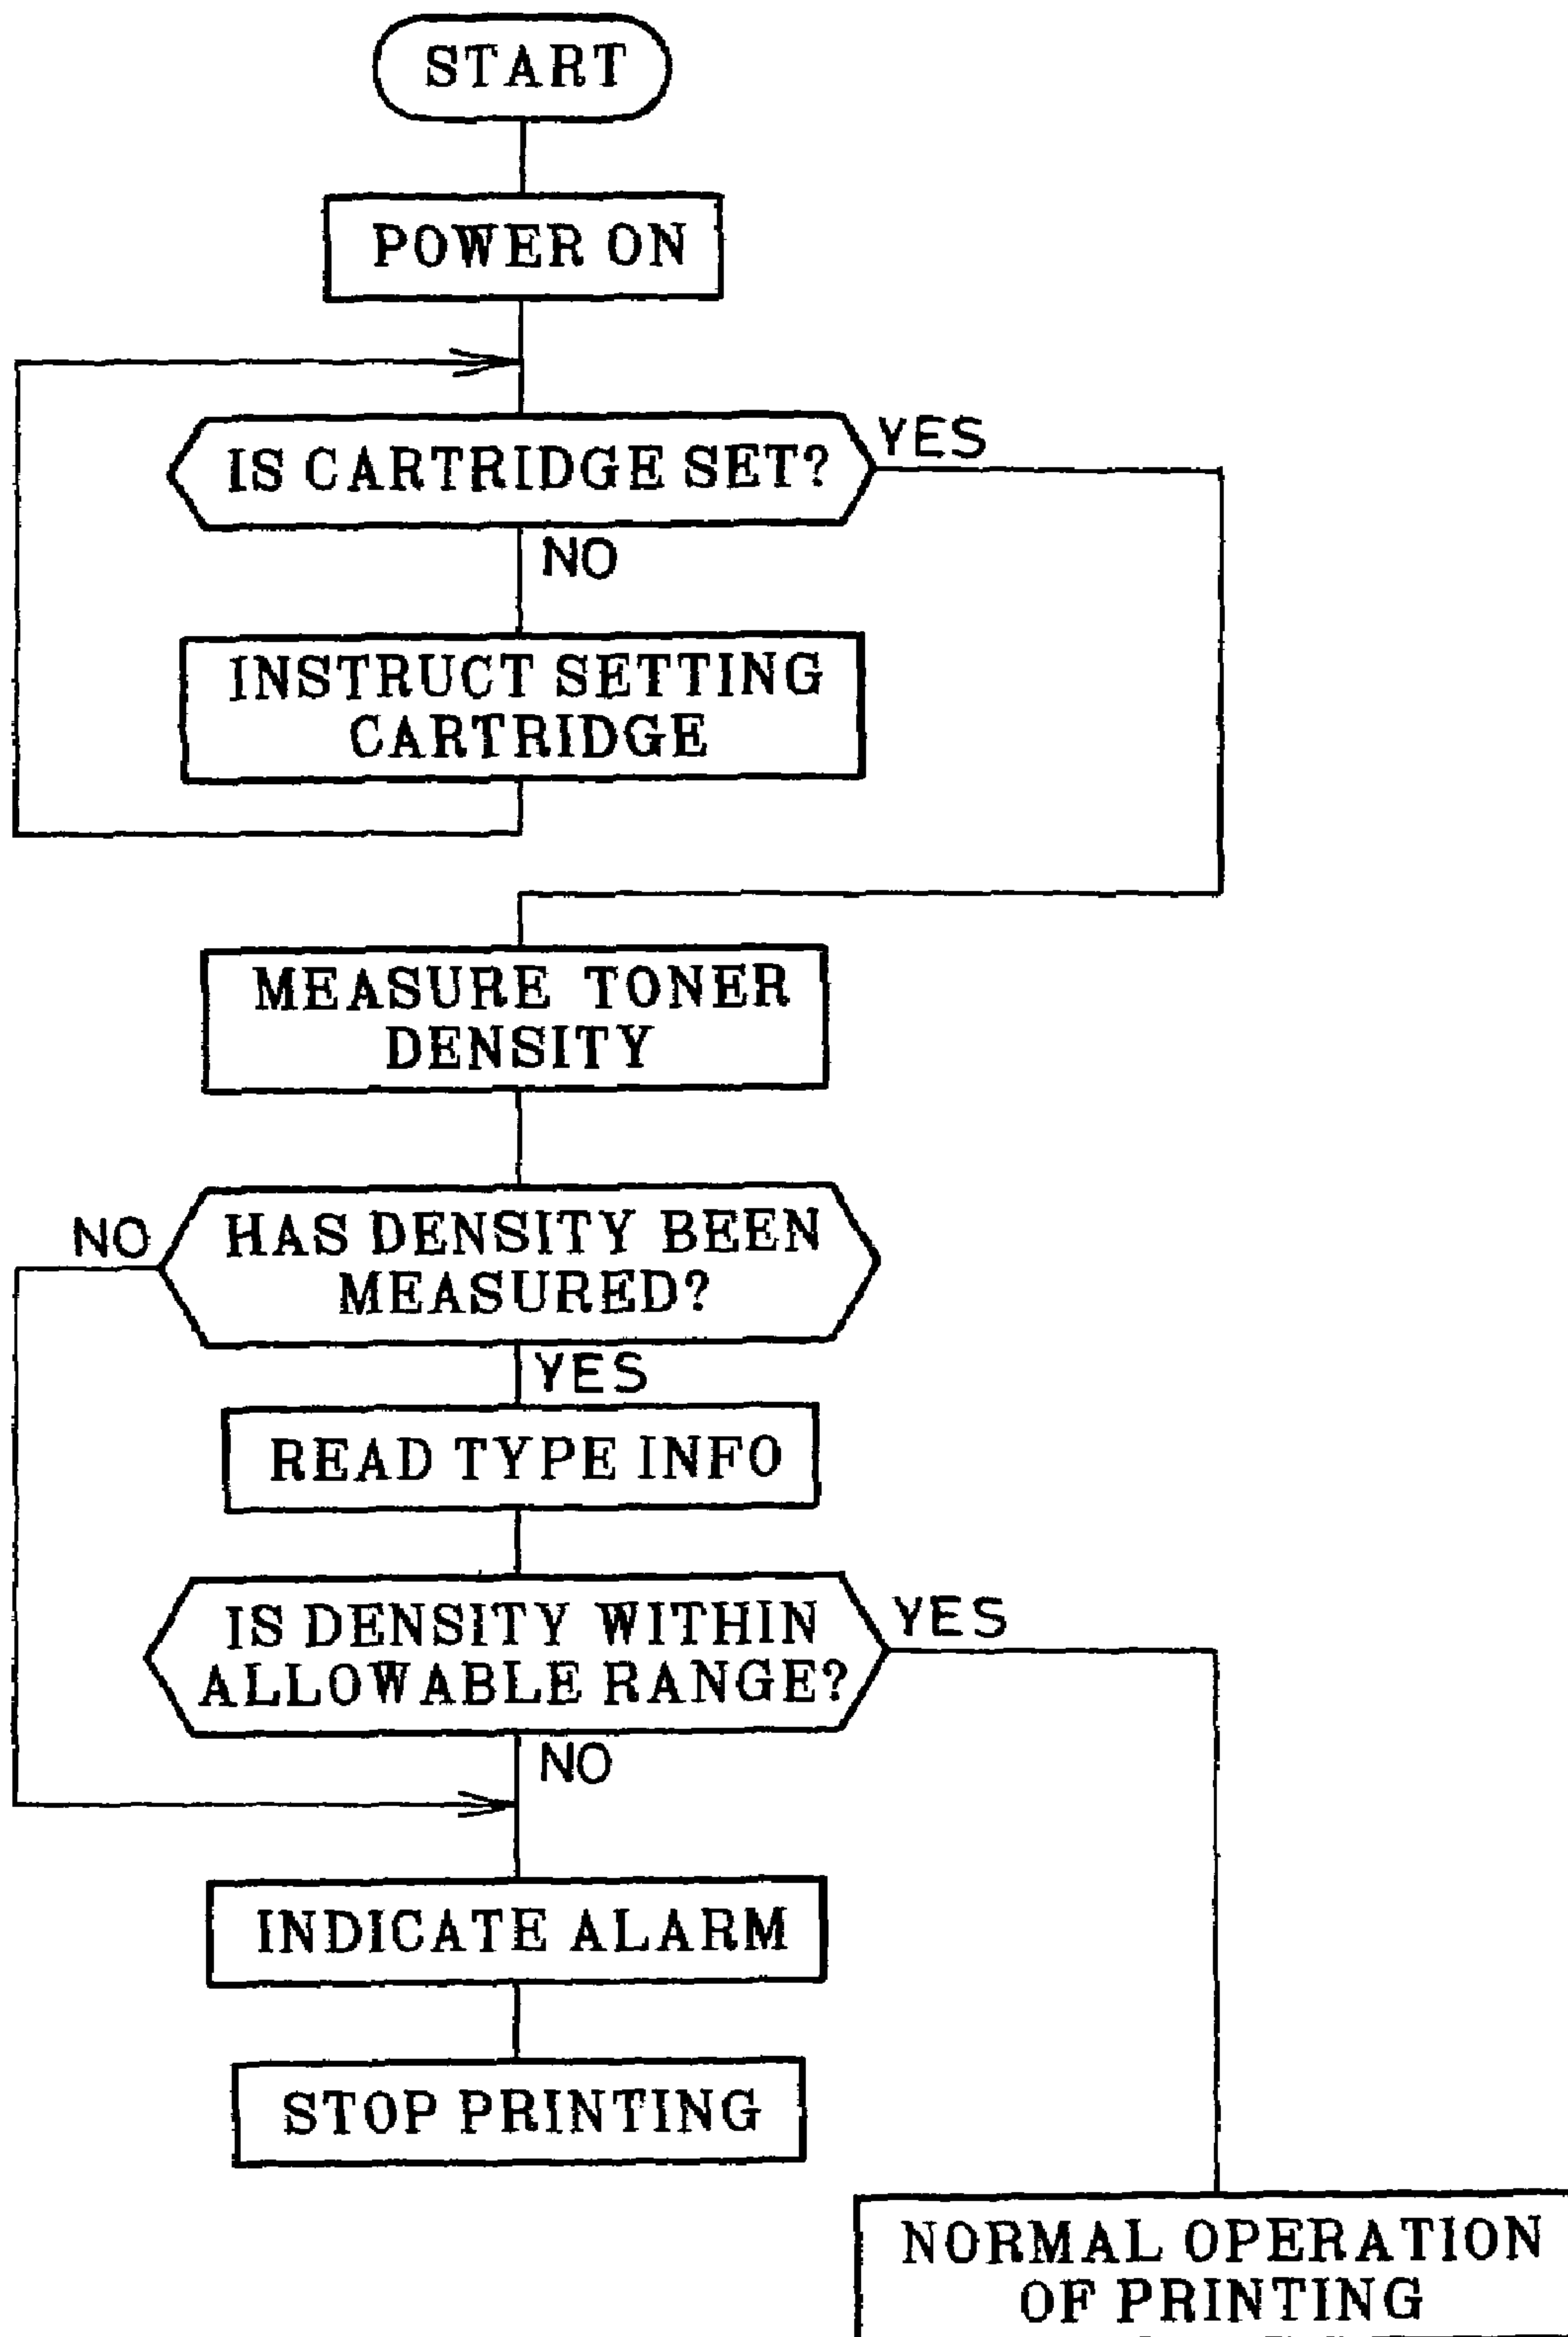 START
POWER ON
IS CARTRIDGE SET?
YES
NO
INSTRUCT SETTING
CARTRIDGE
MEASURE TONER
DENSITY
NO
HAS DENSITY BEEN
MEASURED?
YES
READ TYPE INFO
IS DENSITY WITHIN
ALLOWABLE RANGE?
YES
NO
INDICATE ALARM
STOP PRINTING
NORMAL OPERATION
OF PRINTING